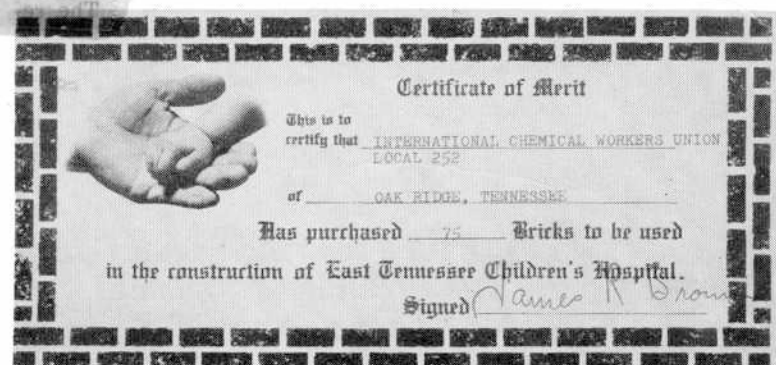 Certificate of Merit
This is to
certify that INTERNATIONAL CHEMICAL WORKERS UNION
LOCAL 252
of OAK RIDGE, TENNESSEE
Has purchased 75 Bricks to be used
in the construction of East Tennessee Children's Hospital.
Signed James R Brown